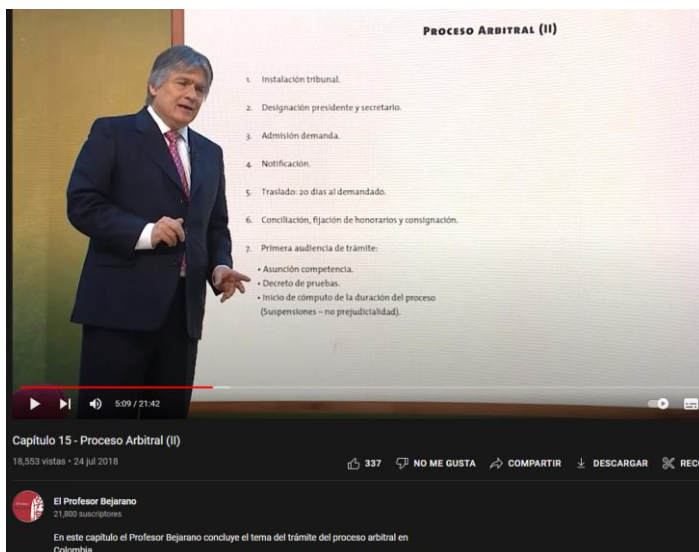 PROCESO ARBITRAL (II)
1. Instalación tribunal.
2. Designación presidente y secretario.
3. Admisión demanda.
4. Notificación.
5. Traslado: 20 días al demandado.
6. Conciliación, fijación de honorarios y consignación.
7. Primera audiencia de trámite:
• Asunción competencia.
• Decreto de pruebas.
• Inicio de cómputo de la duración del proceso
(Suspensiones – no prejudicialidad).
5:09 / 21:42
Capítulo 15 - Proceso Arbitral (II)
18,553 vistas • 24 jul 2018
337 NO ME GUSTA COMPARTIR DESCARGAR REC
El Profesor Bejarano
21,800 suscriptores
En este capítulo el Profesor Bejarano concluye el tema del trámite del proceso arbitral en
Colombia